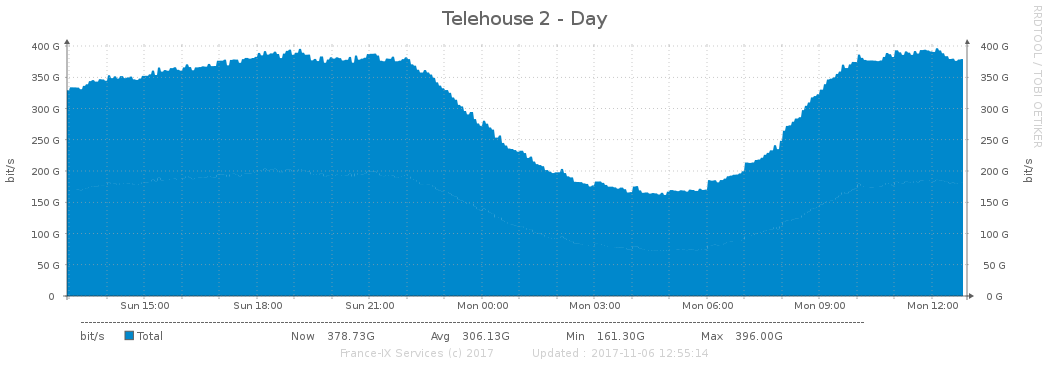 Telehouse 2 - Day
RRDTOOL / TOBI OETIKER
400 G 400 G
350 G 350 G
300 G 300 G
250 G 250 G
200 G 200 G
150 G 150 G
100 G 100 G
50 G 50 G
0 0 G
bit/s bit/s
Sun 15:00 Sun 18:00 Sun 21:00 Mon 00:00 Mon 03:00 Mon 06:00 Mon 09:00 Mon 12:00
bit/s Total Now 378.73G Avg 306.13G Min 161.30G Max 396.00G
France-IX Services (c) 2017 Updated : 2017-11-06 12:55:14